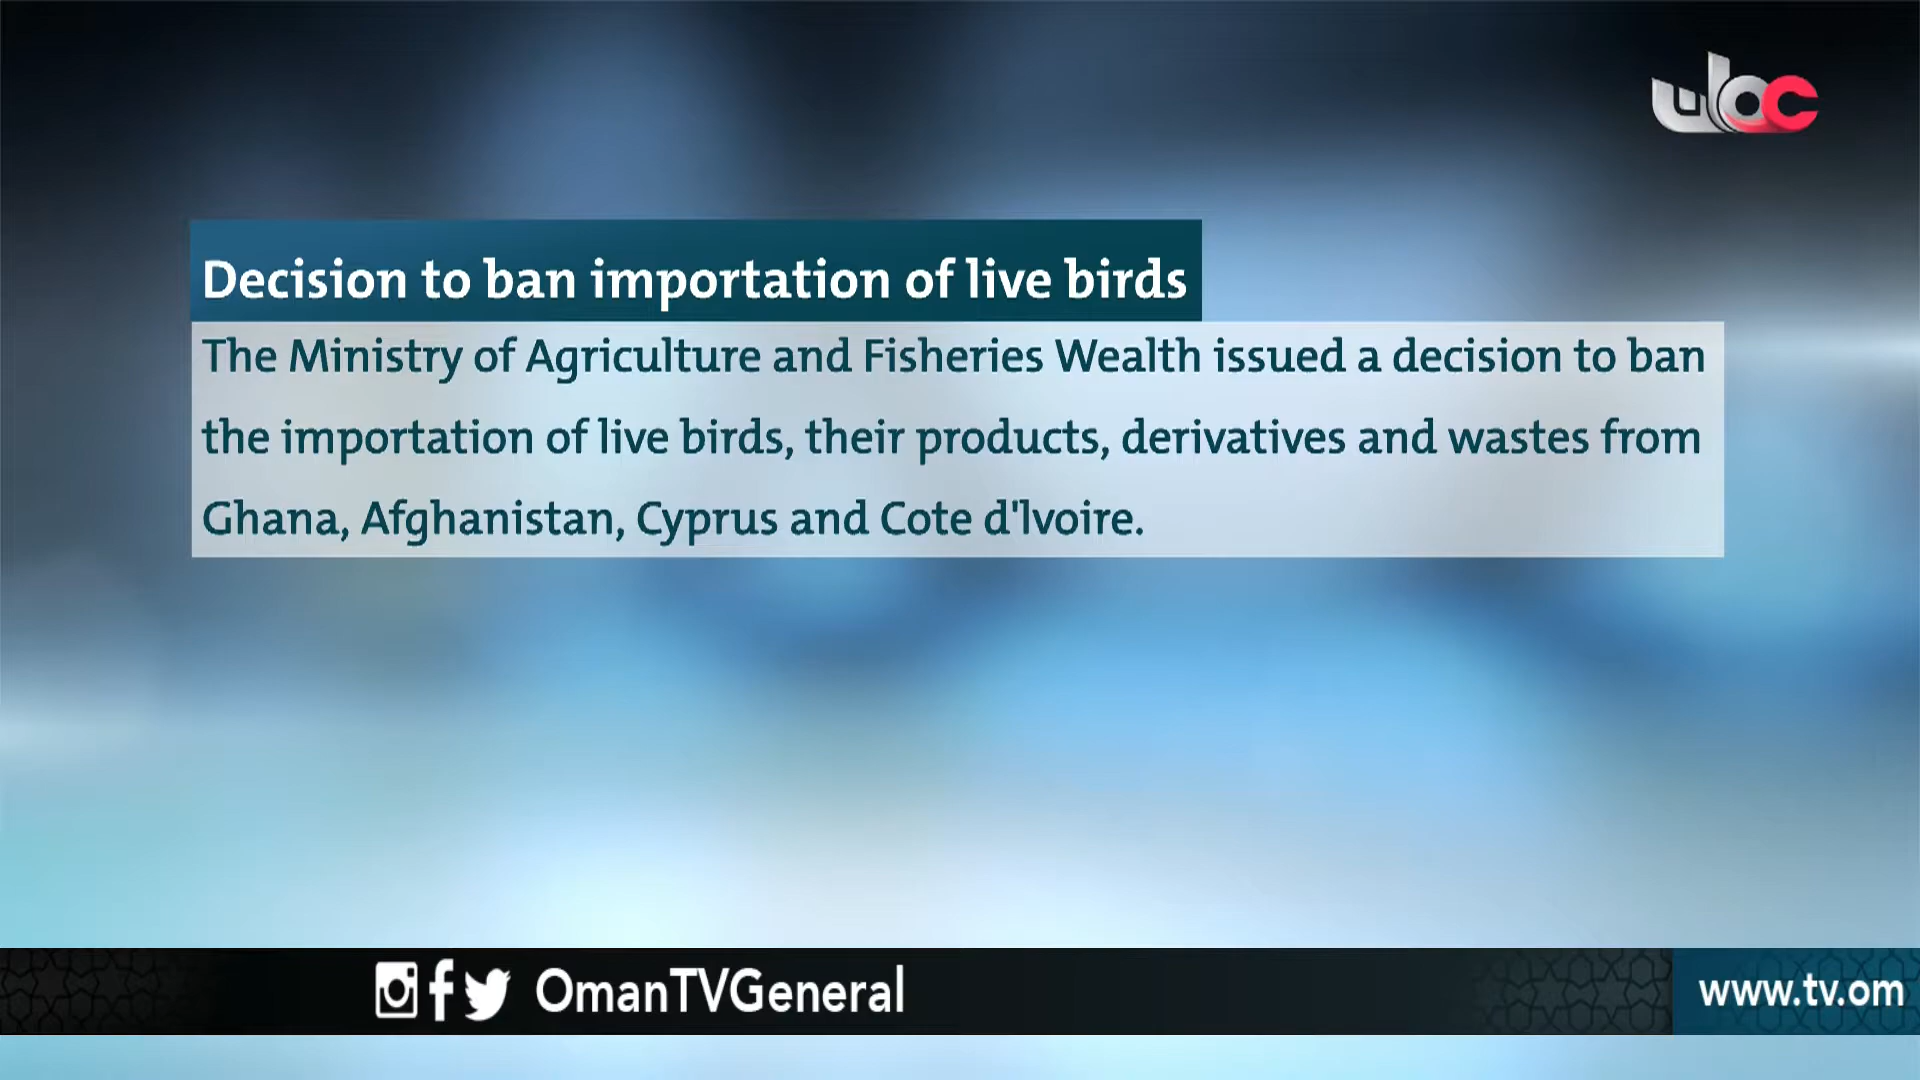 عمان
Decision to ban importation of live birds
The Ministry of Agriculture and Fisheries Wealth issued a decision to ban
the importation of live birds, their products, derivatives and wastes from
Ghana, Afghanistan, Cyprus and Cote d'lvoire.
OmanTVGeneral
www.tv.om